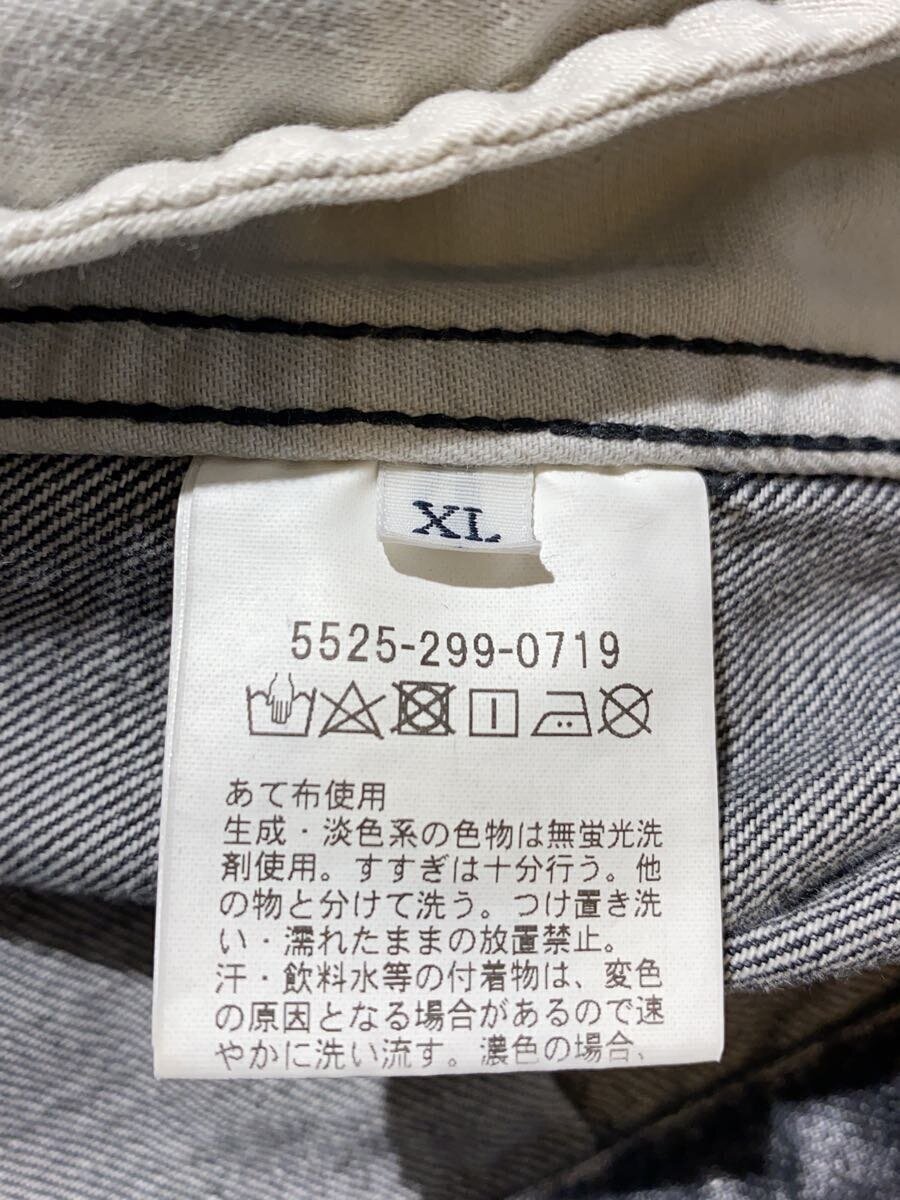 XL
5525-299-0719
あて布使用
生成・淡色系の色物は無蛍光洗
剤使用。すすぎは十分行う。他
の物と分けて洗う。つけ置き洗
い・濡れたままの放置禁止。
汗・飲料水等の付着物は、変色
の原因となる場合があるので速
やかに洗い流す。濃色の場合、